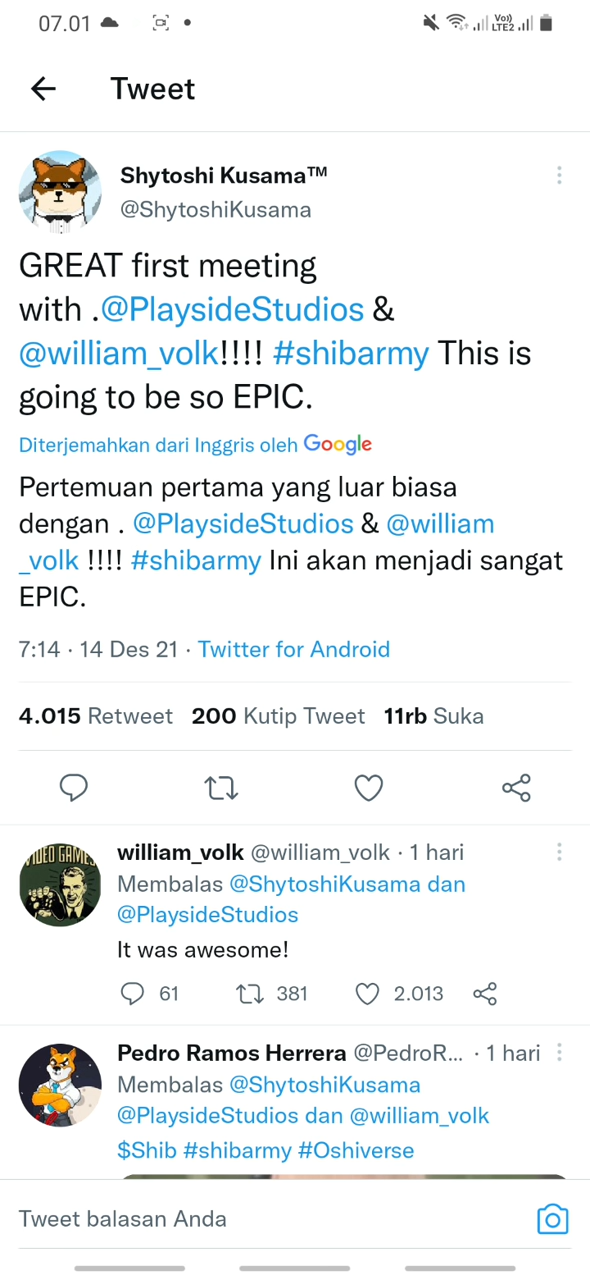 07.01
Vo))
LTE2
Tweet
Shytoshi Kusama™
@ShytoshiKusama
GREAT first meeting
with .@PlaysideStudios &
@william_volk!!!! #shibarmy This is
going to be so EPIC.
Diterjemahkan dari Inggris oleh Google
Pertemuan pertama yang luar biasa
dengan . @PlaysideStudios & @william
_volk !!!! #shibarmy Ini akan menjadi sangat
EPIC.
7:14 · 14 Des 21 · Twitter for Android
4.015 Retweet 200 Kutip Tweet 11rb Suka
VIDEO GAMES
william_volk @william_volk · 1 hari
Membalas @ShytoshiKusama dan
@PlaysideStudios
It was awesome!
61 381 2.013
Pedro Ramos Herrera @PedroR... · 1 hari
Membalas @ShytoshiKusama
@PlaysideStudios dan @william_volk
$Shib #shibarmy #Oshiverse
Tweet balasan Anda